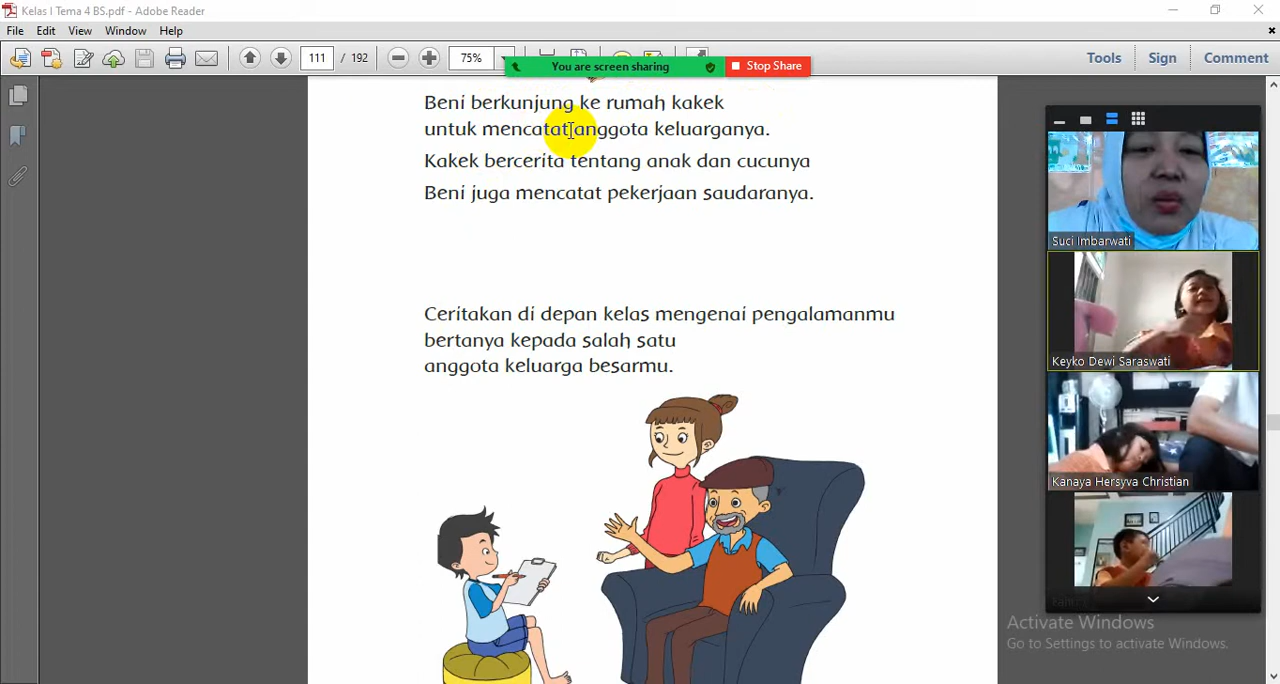 Kelas I Tema 4 BS.pdf - Adobe Reader
File Edit View Window Help
111 / 192 75% Tools Sign Comment
You are screen sharing Stop Share
Beni berkunjung ke rumah kakek
untuk mencatat anggota keluarganya.
Kakek bercerita tentang anak dan cucunya
Beni juga mencatat pekerjaan saudaranya.
Ceritakan di depan kelas mengenai pengalamanmu
bertanya kepada salah satu
anggota keluarga besarmu.
Suci Imbarwati
Keyko Dewi Saraswati
Kanaya Hersyva Christian
Activate Windows
Go to Settings to activate Windows.